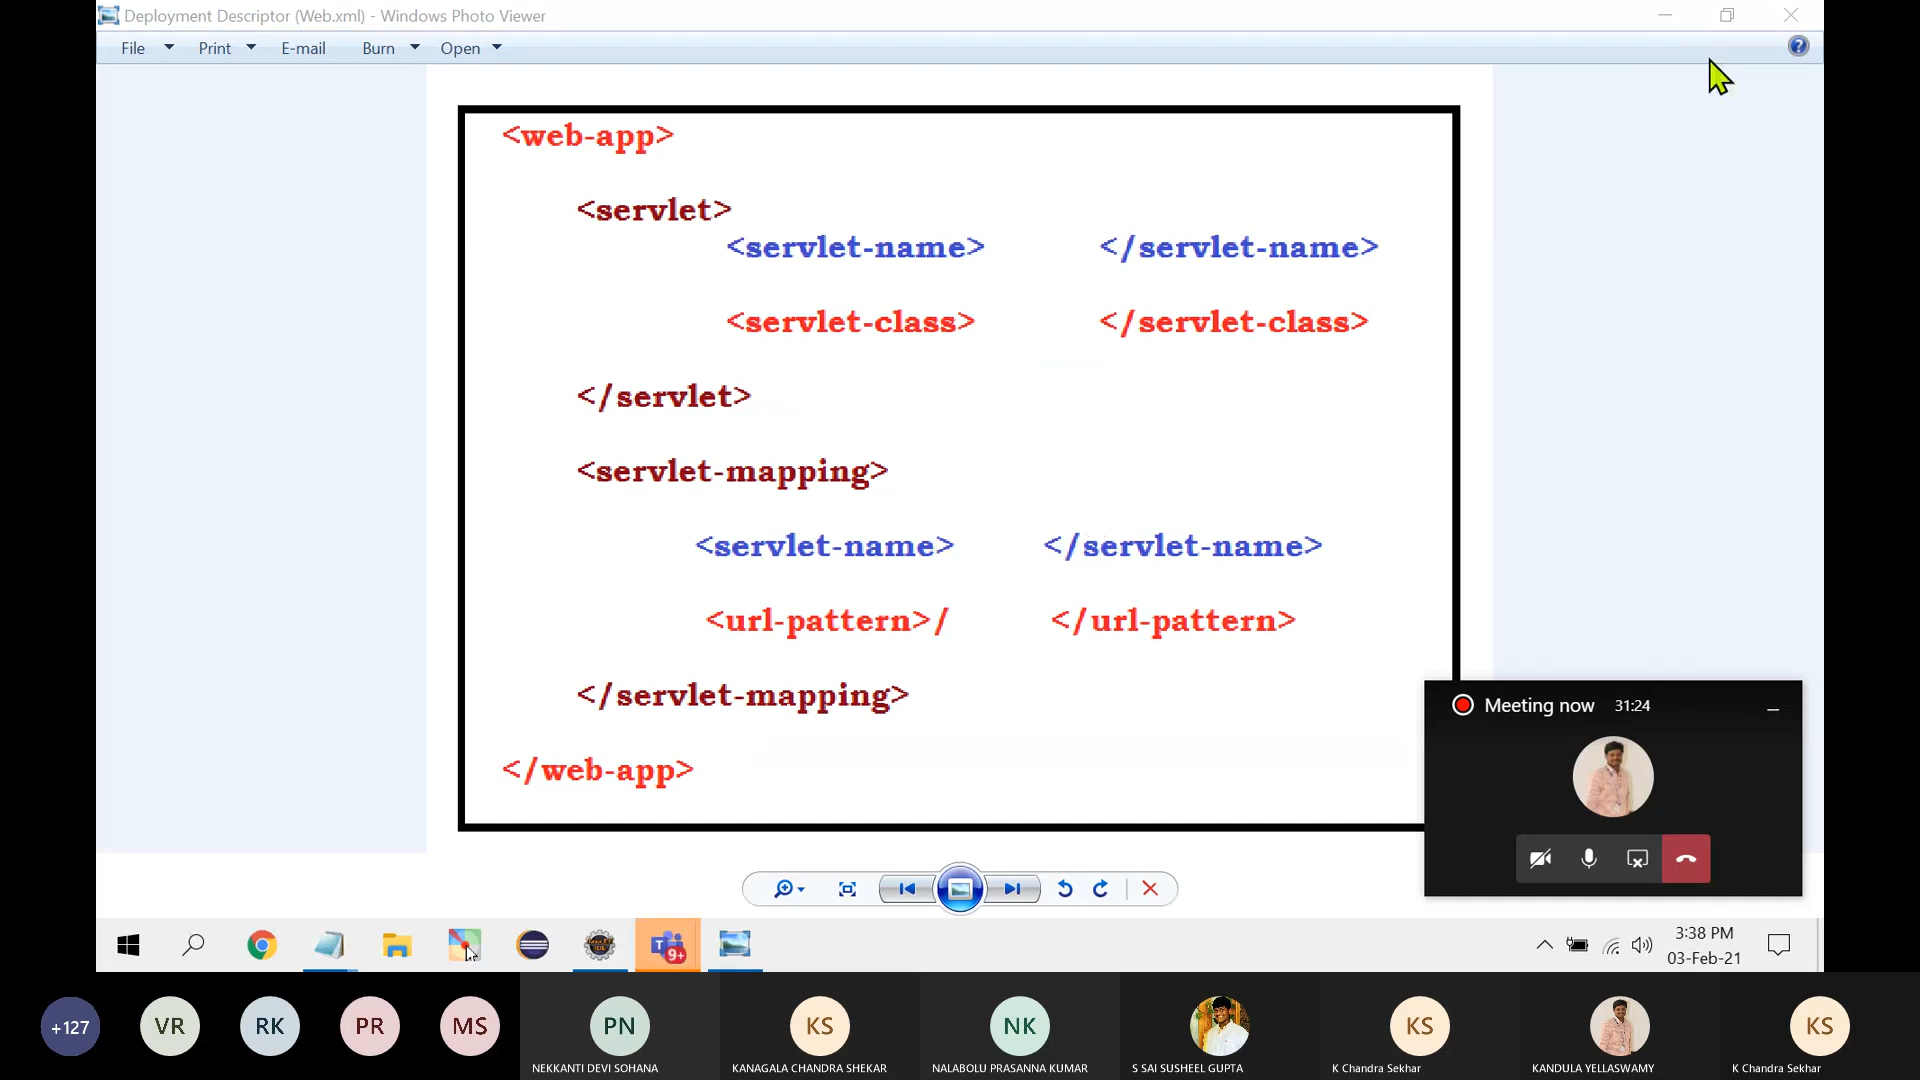 Deployment Descriptor (Web.xml) - Windows Photo Viewer
File Print E-mail Burn Open
<web-app>
<servlet>
<servlet-name> </servlet-name>
<servlet-class> </servlet-class>
</servlet>
<servlet-mapping>
<servlet-name> </servlet-name>
<url-pattern>/ </url-pattern>
</servlet-mapping>
</web-app>
Meeting now 31:24
T 9+
3:38 PM
03-Feb-21
+127 VR RK PR MS PN KS NK KS KS
NEKKANTI DEVI SOHANA KANAGALA CHANDRA SHEKAR NALABOLU PRASANNA KUMAR S SAI SUSHEEL GUPTA K Chandra Sekhar KANDULA YELLASWAMY K Chandra Sekhar